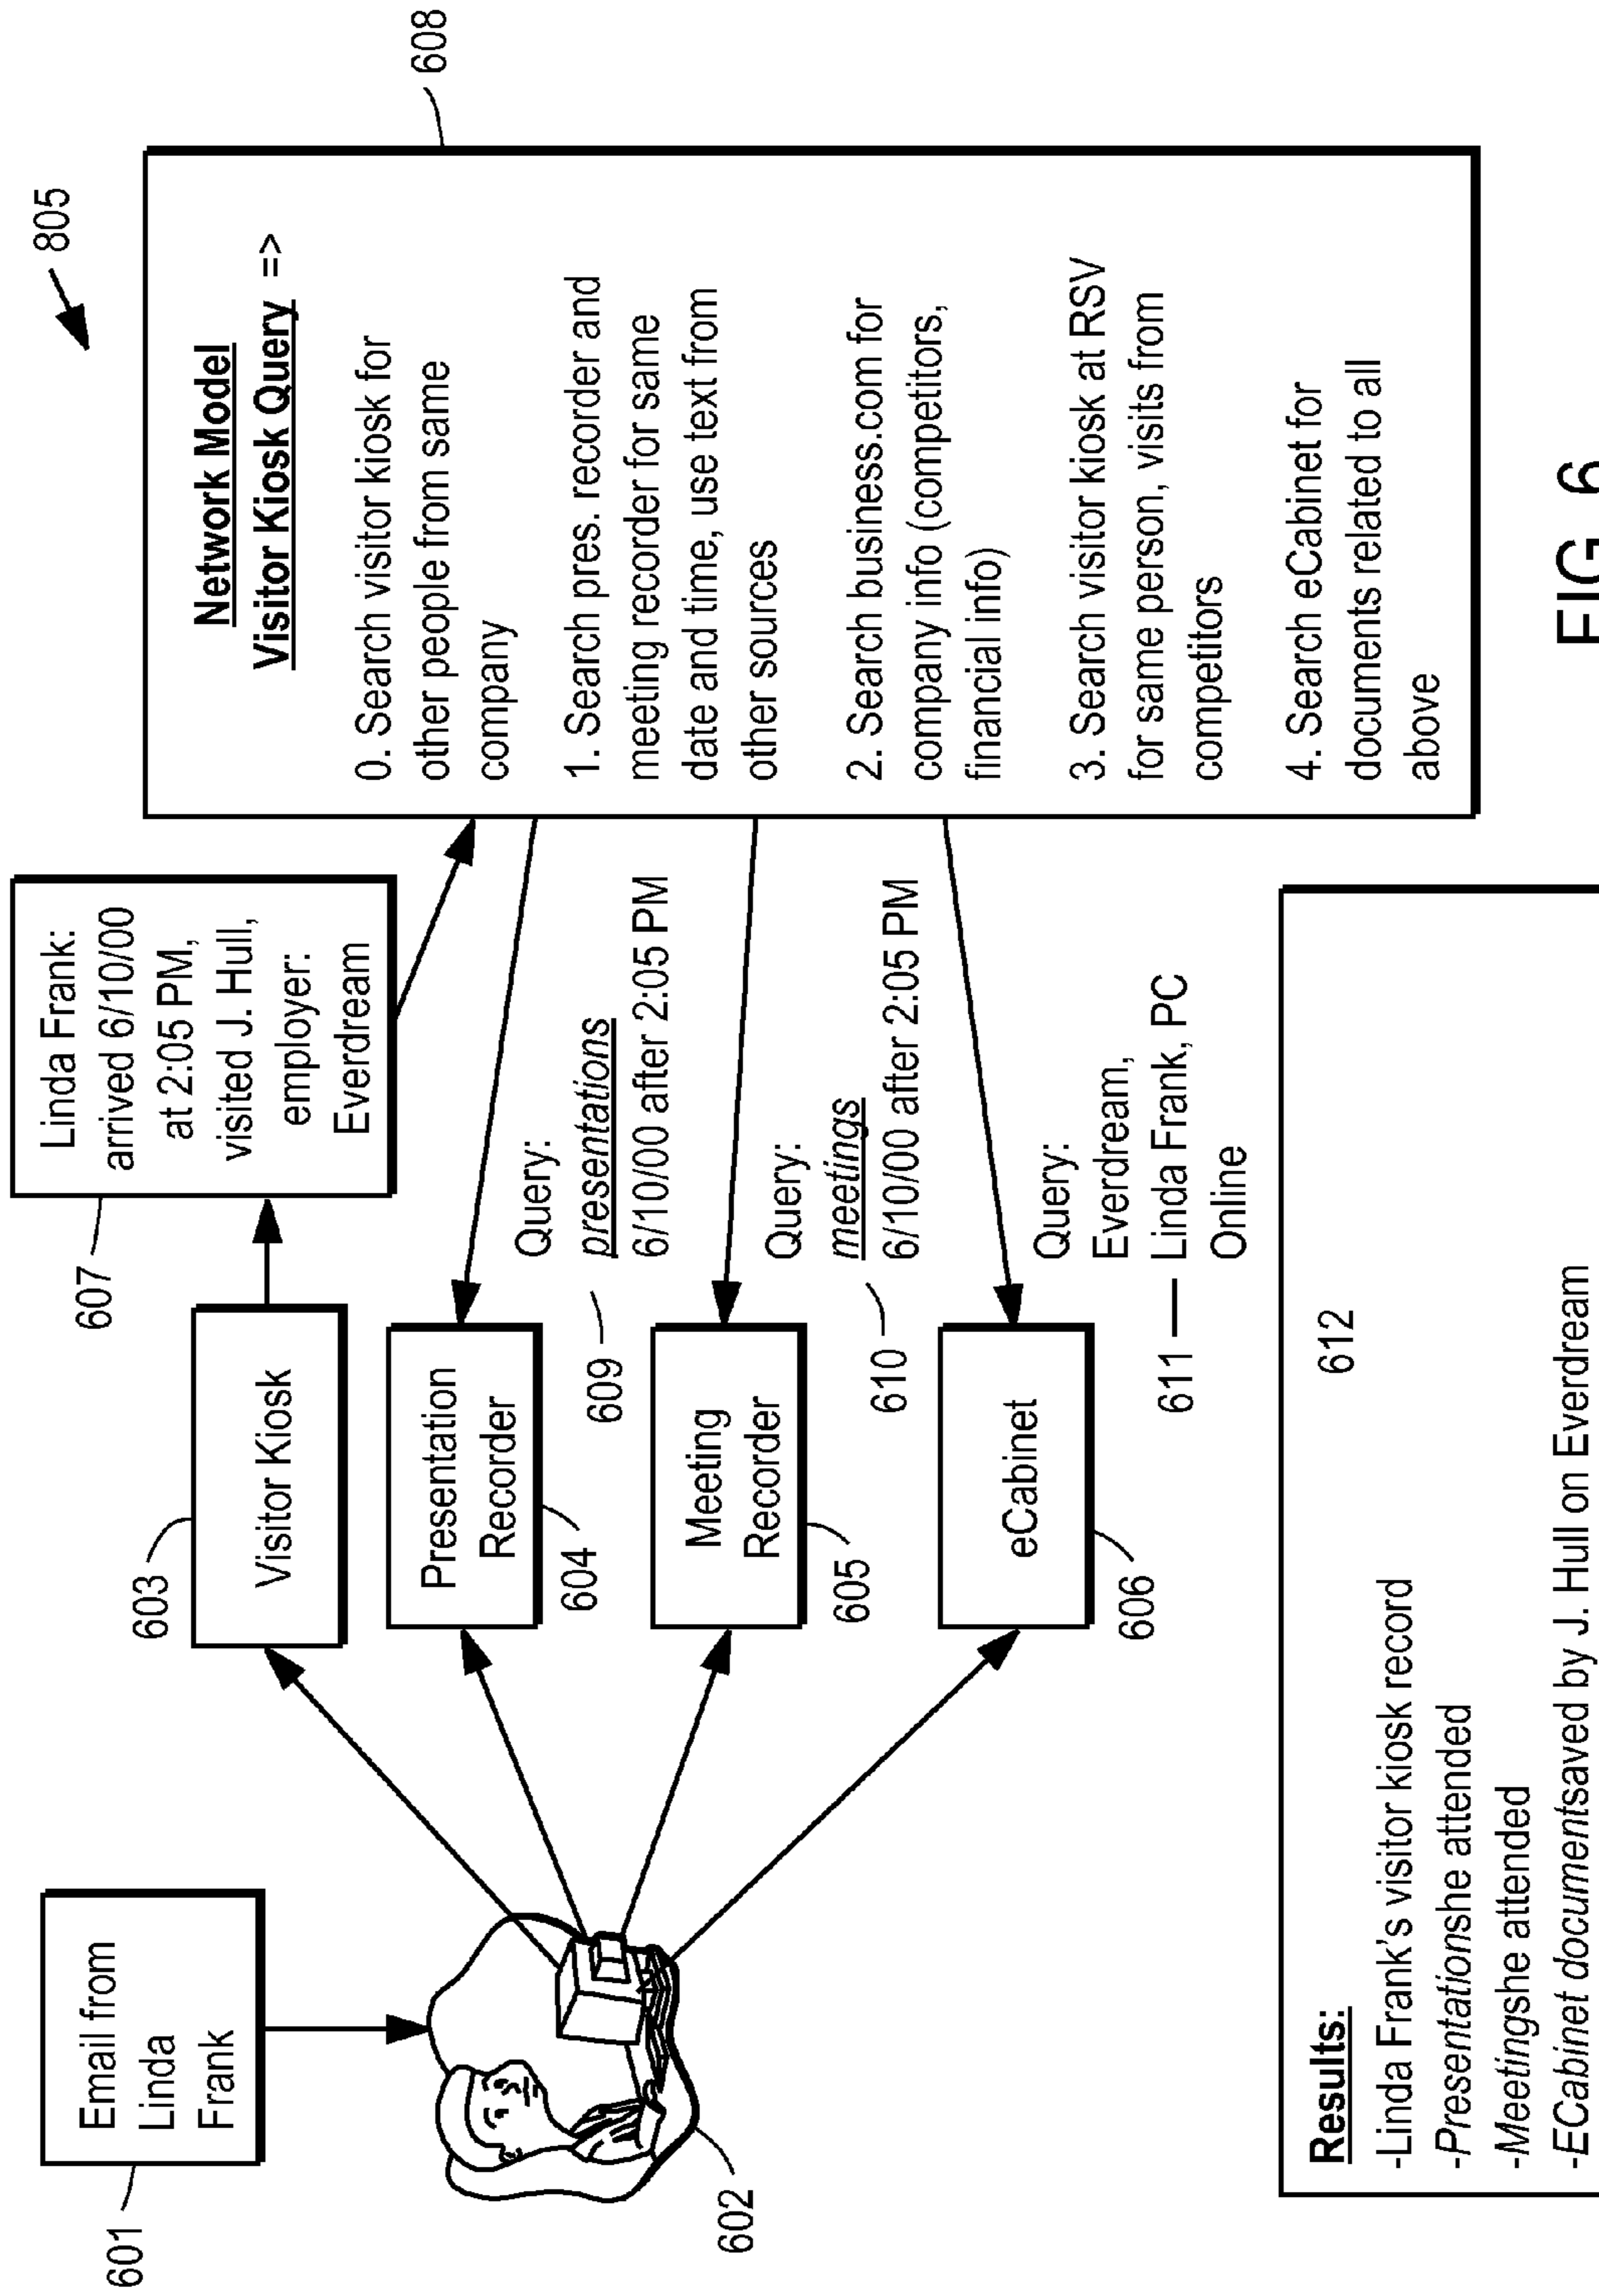 805
601
Email from
Linda
Frank
602
603
Visitor Kiosk
604
Presentation
Recorder
605
Meeting
Recorder
606
eCabinet
607
Linda Frank:
arrived 6/10/00
at 2:05 PM,
visited J. Hull,
employer:
Everdream
609
Query:
presentations
6/10/00 after 2:05 PM
610
Query:
meetings
6/10/00 after 2:05 PM
611
Query:
Everdream,
Linda Frank, PC
Online
608
Network Model
Visitor Kiosk Query =>
0. Search visitor kiosk for
other people from same
company
1. Search pres. recorder and
meeting recorder for same
date and time, use text from
other sources
2. Search business.com for
company info (competitors,
financial info)
3. Search visitor kiosk at RSV
for same person, visits from
competitors
4. Search eCabinet for
documents related to all
above
612
Results:
-Linda Frank's visitor kiosk record
-Presentationshe attended
-Meetingshe attended
-ECabinet documentsaved by J. Hull on Everdream
FIG. 6